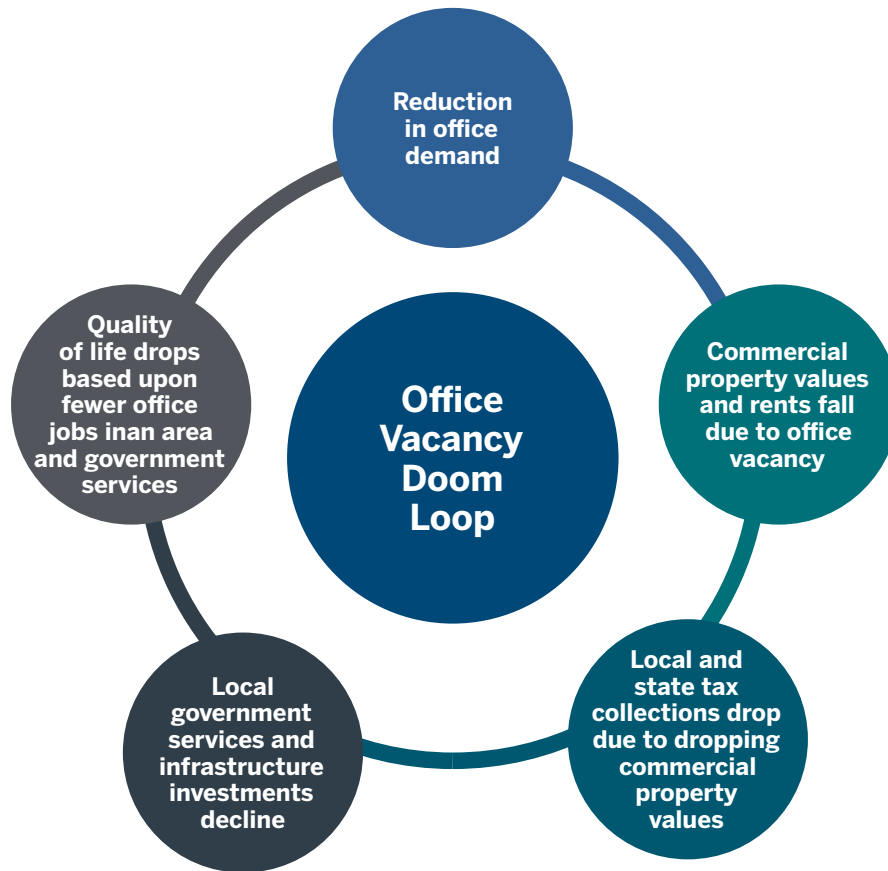 Reduction
in office
demand
Commercial
property values
and rents fall
due to office
vacancy
Local and
state tax
collections drop
due to dropping
commercial
property
values
Local
government
services and
infrastructure
investments
decline
Quality
of life drops
based upon
fewer office
jobs inan area
and government
services
Office
Vacancy
Doom
Loop